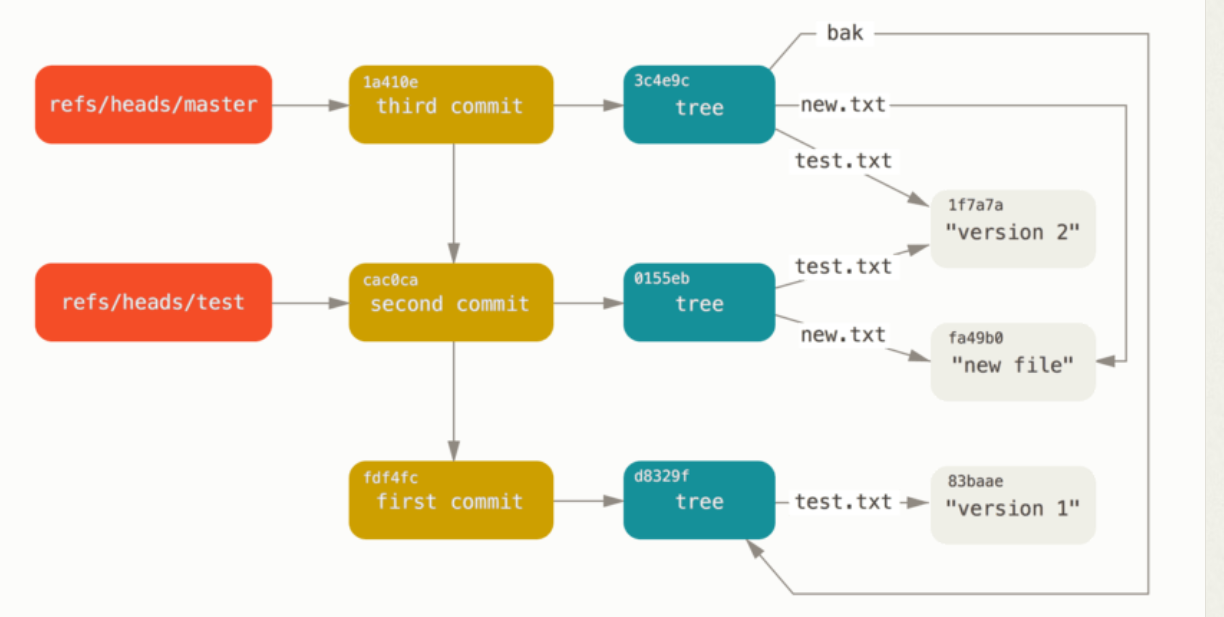 bak
refs/heads/master
1a410e
third commit
3c4e9c
tree
new.txt
test.txt
1f7a7a
"version 2"
refs/heads/test
cac0ca
second commit
0155eb
tree
test.txt
new.txt
fa49b0
"new file"
fdf4fc
first commit
d8329f
tree
test.txt
83baae
"version 1"